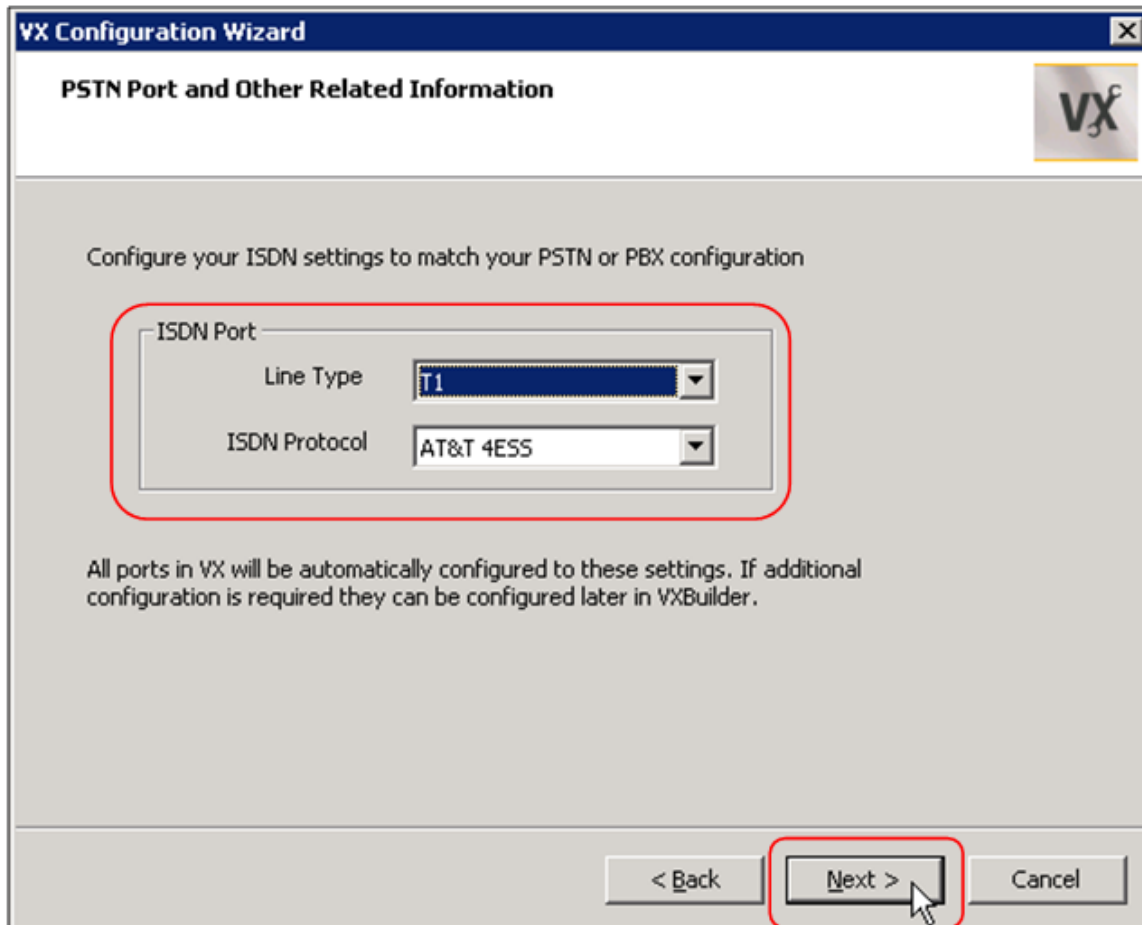 VX Configuration Wizard
PSTN Port and Other Related Information
VX
Configure your ISDN settings to match your PSTN or PBX configuration
ISDN Port
Line Type
T1
ISDN Protocol
AT&T 4ESS
All ports in VX will be automatically configured to these settings. If additional
configuration is required they can be configured later in VXBuilder.
< Back
Next >
Cancel